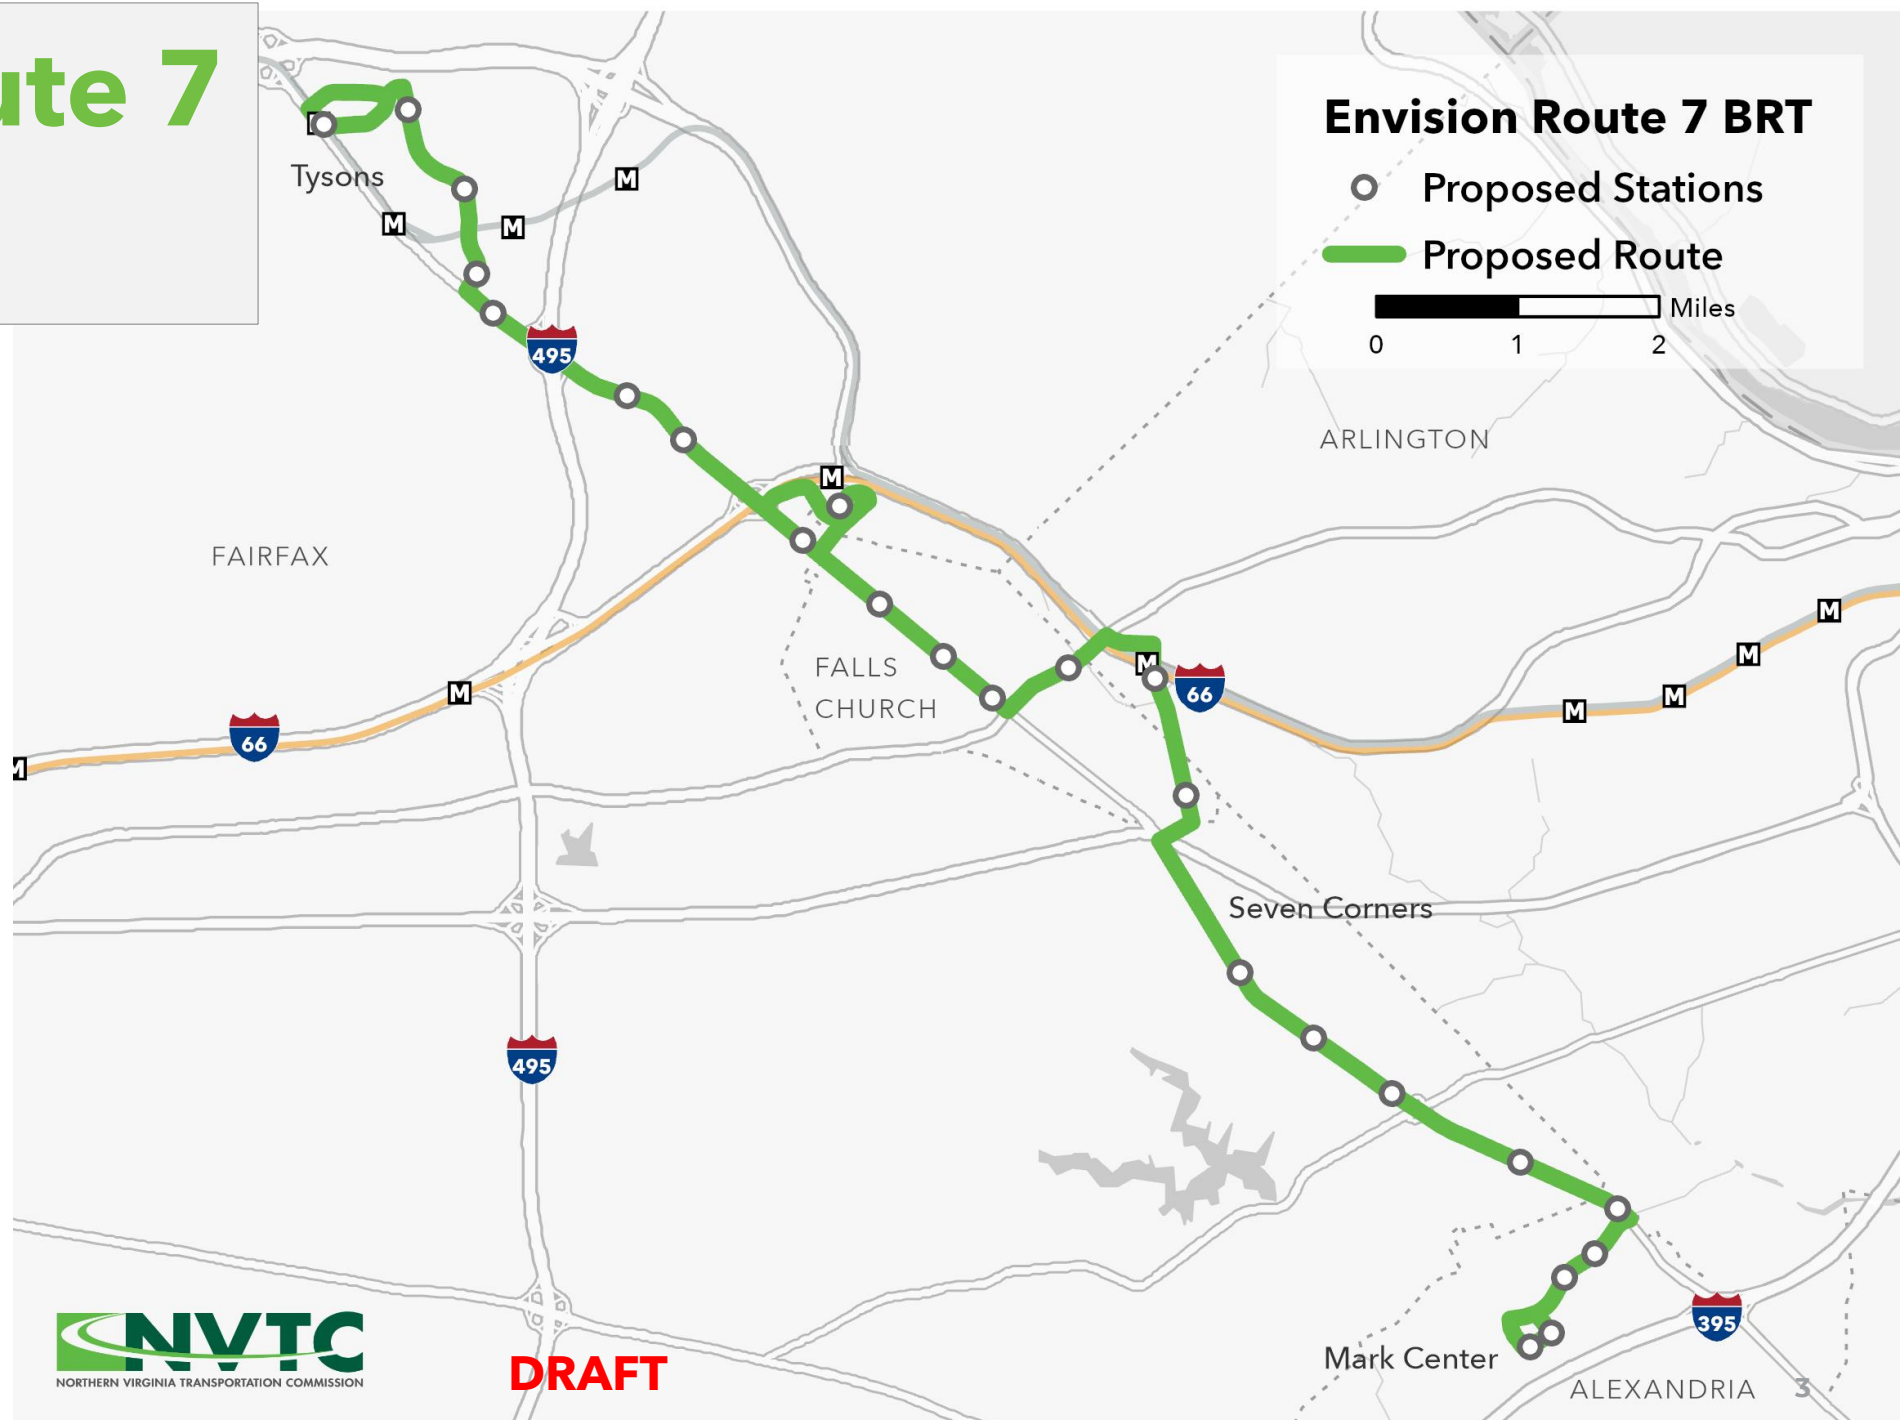 ute 7
Envision Route 7 BRT
Proposed Stations
Proposed Route
Miles
0 1 2
Tysons
M
M
M
495
M
ARLINGTON
FAIRFAX
FALLS
CHURCH
M
66
M
66
M
M
M
M
M
Seven Corners
495
395
Mark Center
ALEXANDRIA
3
NVTC
NORTHERN VIRGINIA TRANSPORTATION COMMISSION
DRAFT